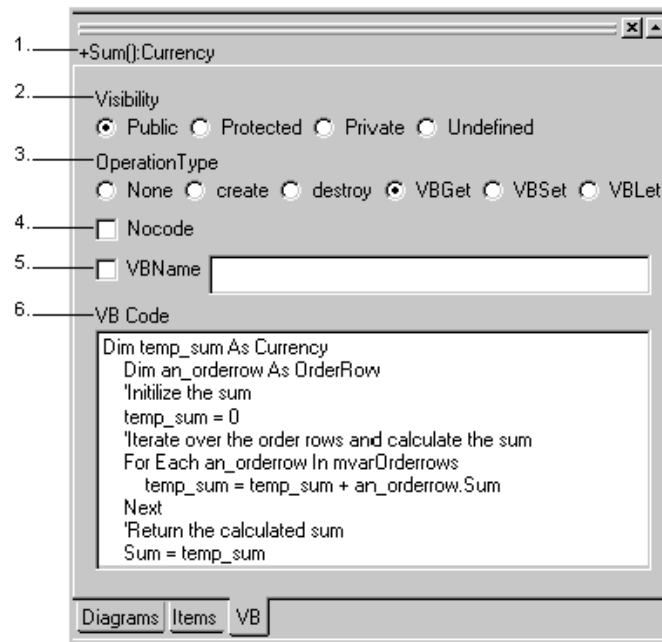 1. +Sum():Currency
2. Visibility
Public Protected Private Undefined
3. OperationType
None create destroy VBGet VBSet VBLet
4. Nocode
5. VBName
6. VB Code
Dim temp_sum As Currency
Dim an_orderrow As OrderRow
'Initilize the sum
temp_sum = 0
'Iterate over the order rows and calculate the sum
For Each an_orderrow In mvarOrderrows
temp_sum = temp_sum + an_orderrow.Sum
Next
'Return the calculated sum
Sum = temp_sum
Diagrams Items VB